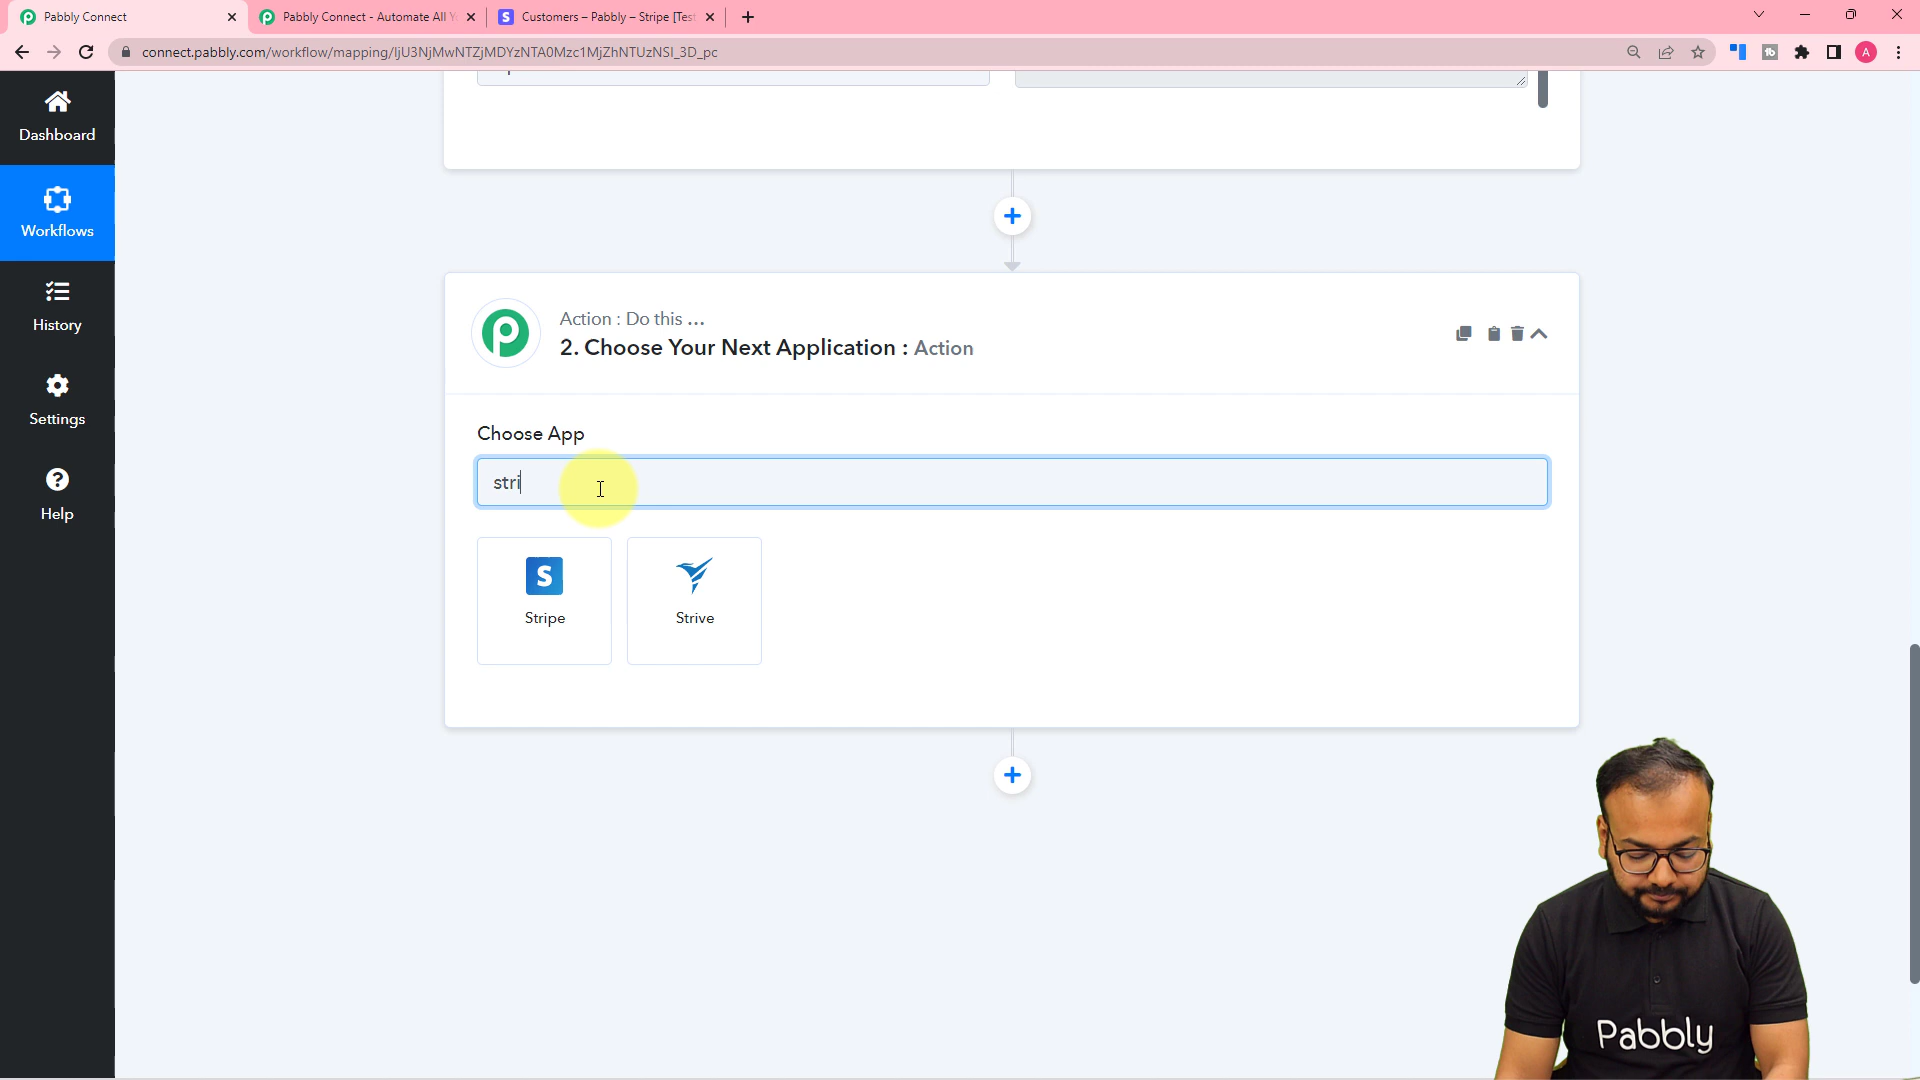 Pabbly Connect
Pabbly Connect - Automate All Y
Customers – Pabbly – Stripe [Test
connect.pabbly.com/workflow/mapping/IjU3NjMwNTZjMDYzNTA0Mzc1MjZhNTUzNSI_3D_pc
A
Dashboard
Workflows
History
Settings
Help
Action : Do this ...
2. Choose Your Next Application : Action
Choose App
stri
Stripe
Strive
Pabbly